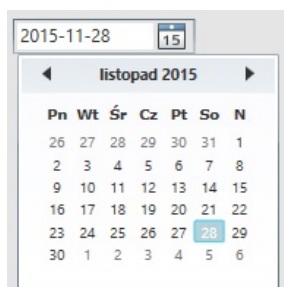 2015-11-28 15
listopad 2015
Pn Wt Śr Cz Pt So N
26 27 28 29 30 31 1
2 3 4 5 6 7 8
9 10 11 12 13 14 15
16 17 18 19 20 21 22
23 24 25 26 27 28 29
30 1 2 3 4 5 6